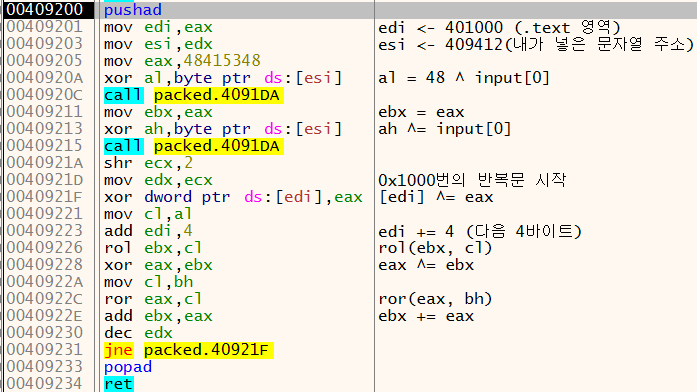 00409200 pushad
00409201 mov edi,eax edi <- 401000 (.text 영역)
00409203 mov esi,edx esi <- 409412(내가 넣은 문자열 주소)
00409205 mov eax,48415348
0040920A xor al,byte ptr ds:[esi] al = 48 ^ input[0]
0040920C call packed.4091DA
00409211 mov ebx,eax ebx = eax
00409213 xor ah,byte ptr ds:[esi] ah ^= input[0]
00409215 call packed.4091DA
0040921A shr ecx,2
0040921D mov edx,ecx 0x1000번의 반복문 시작
0040921F xor dword ptr ds:[edi],eax [edi] ^= eax
00409221 mov cl,al
00409223 add edi,4 edi += 4 (다음 4바이트)
00409226 rol ebx,cl rol(ebx, cl)
00409228 xor eax,ebx eax ^= ebx
0040922A mov cl,bh
0040922C ror eax,cl ror(eax, bh)
0040922E add ebx,eax ebx += eax
00409230 dec edx
00409231 jne packed.40921F
00409233 popad
00409234 ret